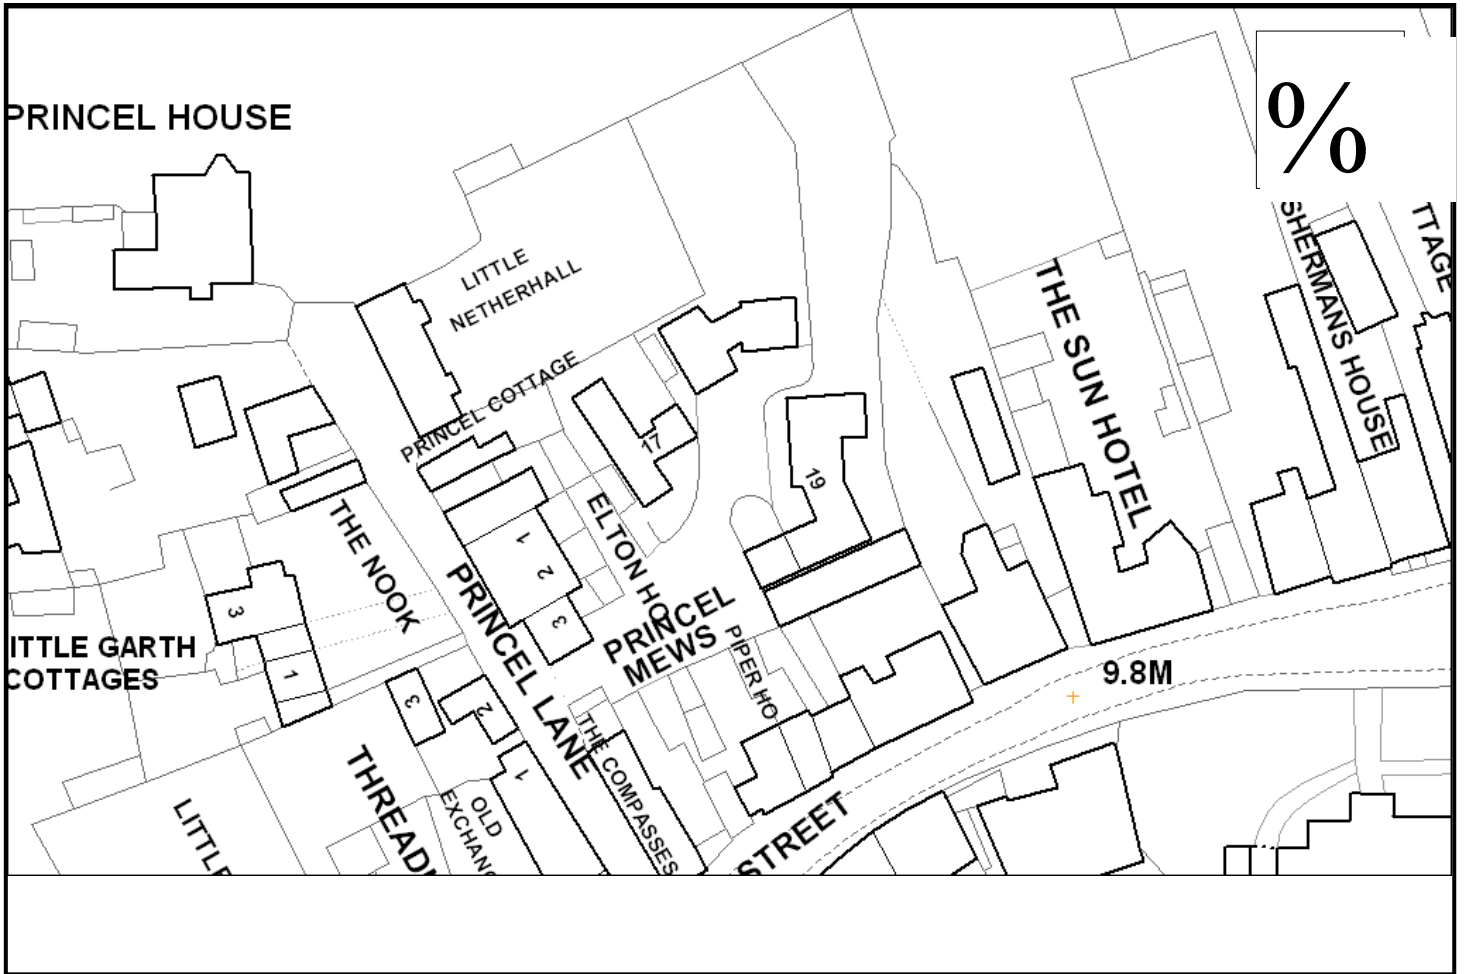 PRINCEL HOUSE
%
SHERMANS HOUSE
TTAGE
LITTLE
NETHERHALL
THE SUN HOTEL
PRINCEL COTTAGE
17
19
THE NOOK
ELTON HO
1
2
3
PRINCEL LANE
PRINCEL
MEWS
PIPER HO
3
1
ITTLE GARTH
COTTAGES
9.8M
3
2
1
THE COMPASSES
THREADN
OLD
EXCHANG
LITTLE
STREET